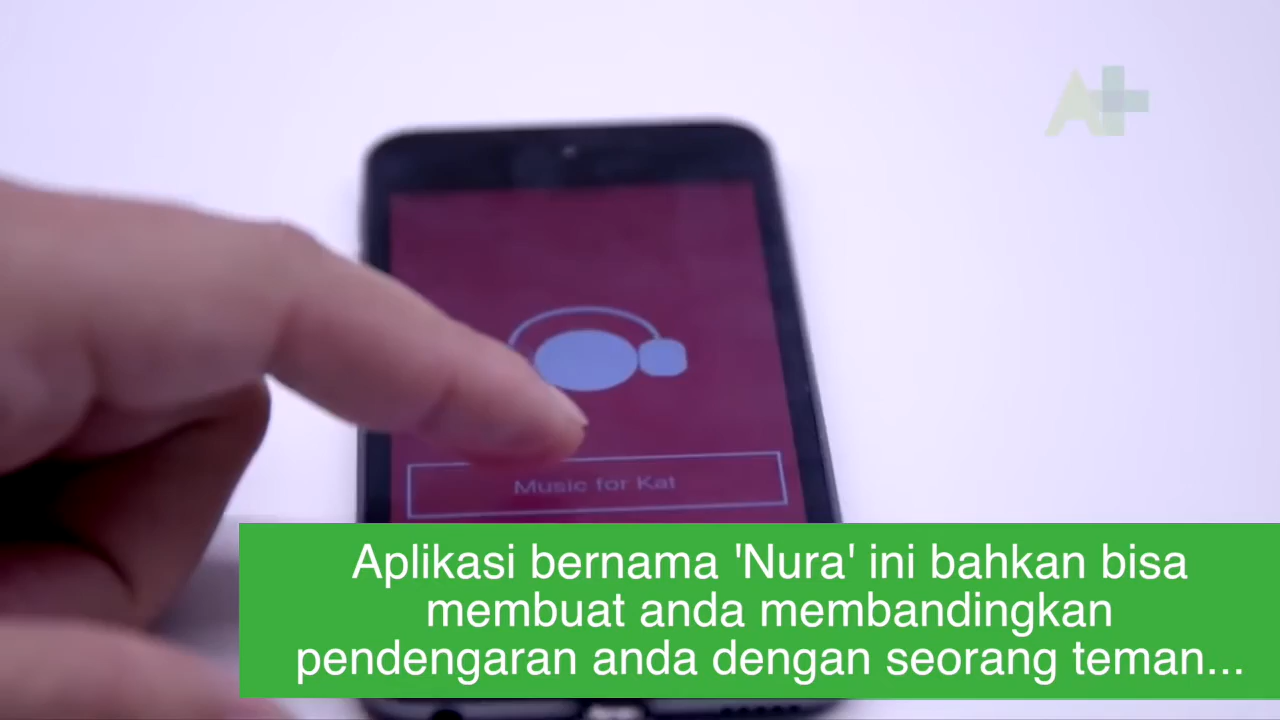 A+
Music for Kat
Aplikasi bernama 'Nura' ini bahkan bisa
membuat anda membandingkan
pendengaran anda dengan seorang teman...